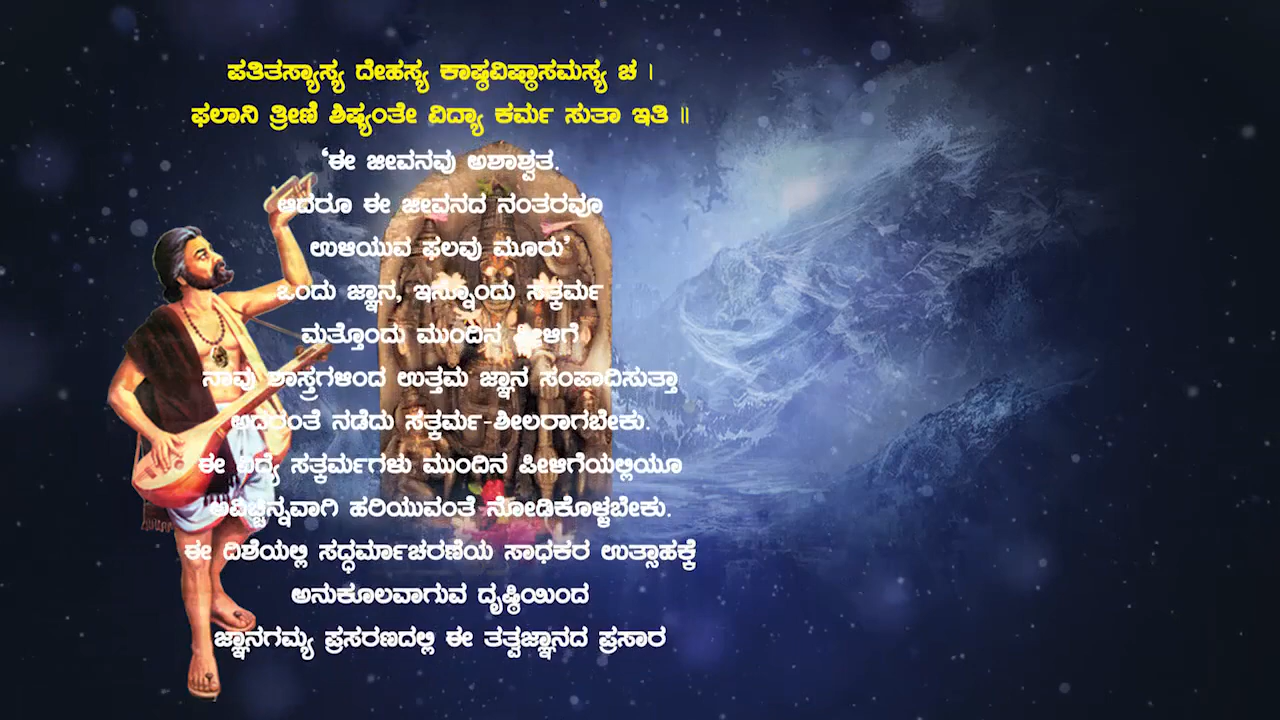 ಪತಿತಸ್ಯಾಸ್ಯ ದೇಹಸ್ಯ ಕಾಷ್ಠವಿಷ್ಠಾಸಮಸ್ಯ ಚ ।
ಫಲಾನಿ ತ್ರೀಣಿ ಶಿಷ್ಯಂತೇ ವಿದ್ಯಾ ಕರ್ಮ ಸುತಾ ಇತಿ ॥
‘ಈ ಜೀವನವು ಅಶಾಶ್ವತ.
ಆದರೂ ಈ ಜೀವನದ ನಂತರವೂ
ಉಳಿಯುವ ಫಲವು ಮೂರು’
ಒಂದು ಜ್ಞಾನ, ಇನ್ನೊಂದು ಸತ್ಕರ್ಮ
ಮತ್ತೊಂದು ಮುಂದಿನ ಪೀಳಿಗೆ
ನಾವು ಶಾಸ್ತ್ರಗಳಿಂದ ಉತ್ತಮ ಜ್ಞಾನ ಸಂಪಾದಿಸುತ್ತಾ
ಅದರಂತೆ ನಡೆದು ಸತ್ಕರ್ಮ-ಶೀಲರಾಗಬೇಕು.
ಈ ವಿದ್ಯೆ ಸತ್ಕರ್ಮಗಳು ಮುಂದಿನ ಪೀಳಿಗೆಯಲ್ಲಿಯೂ
ಅವಿಚ್ಛಿನ್ನವಾಗಿ ಹರಿಯುವಂತೆ ನೋಡಿಕೊಳ್ಳಬೇಕು.
ಈ ದಿಶೆಯಲ್ಲಿ ಸದ್ಧರ್ಮಾಚರಣೆಯ ಸಾಧಕರ ಉತ್ಸಾಹಕ್ಕೆ
ಅನುಕೂಲವಾಗುವ ದೃಷ್ಠಿಯಿಂದ
ಜ್ಞಾನಗಮ್ಯ ಪ್ರಸರಣದಲ್ಲಿ ಈ ತತ್ವಜ್ಞಾನದ ಪ್ರಸಾರ